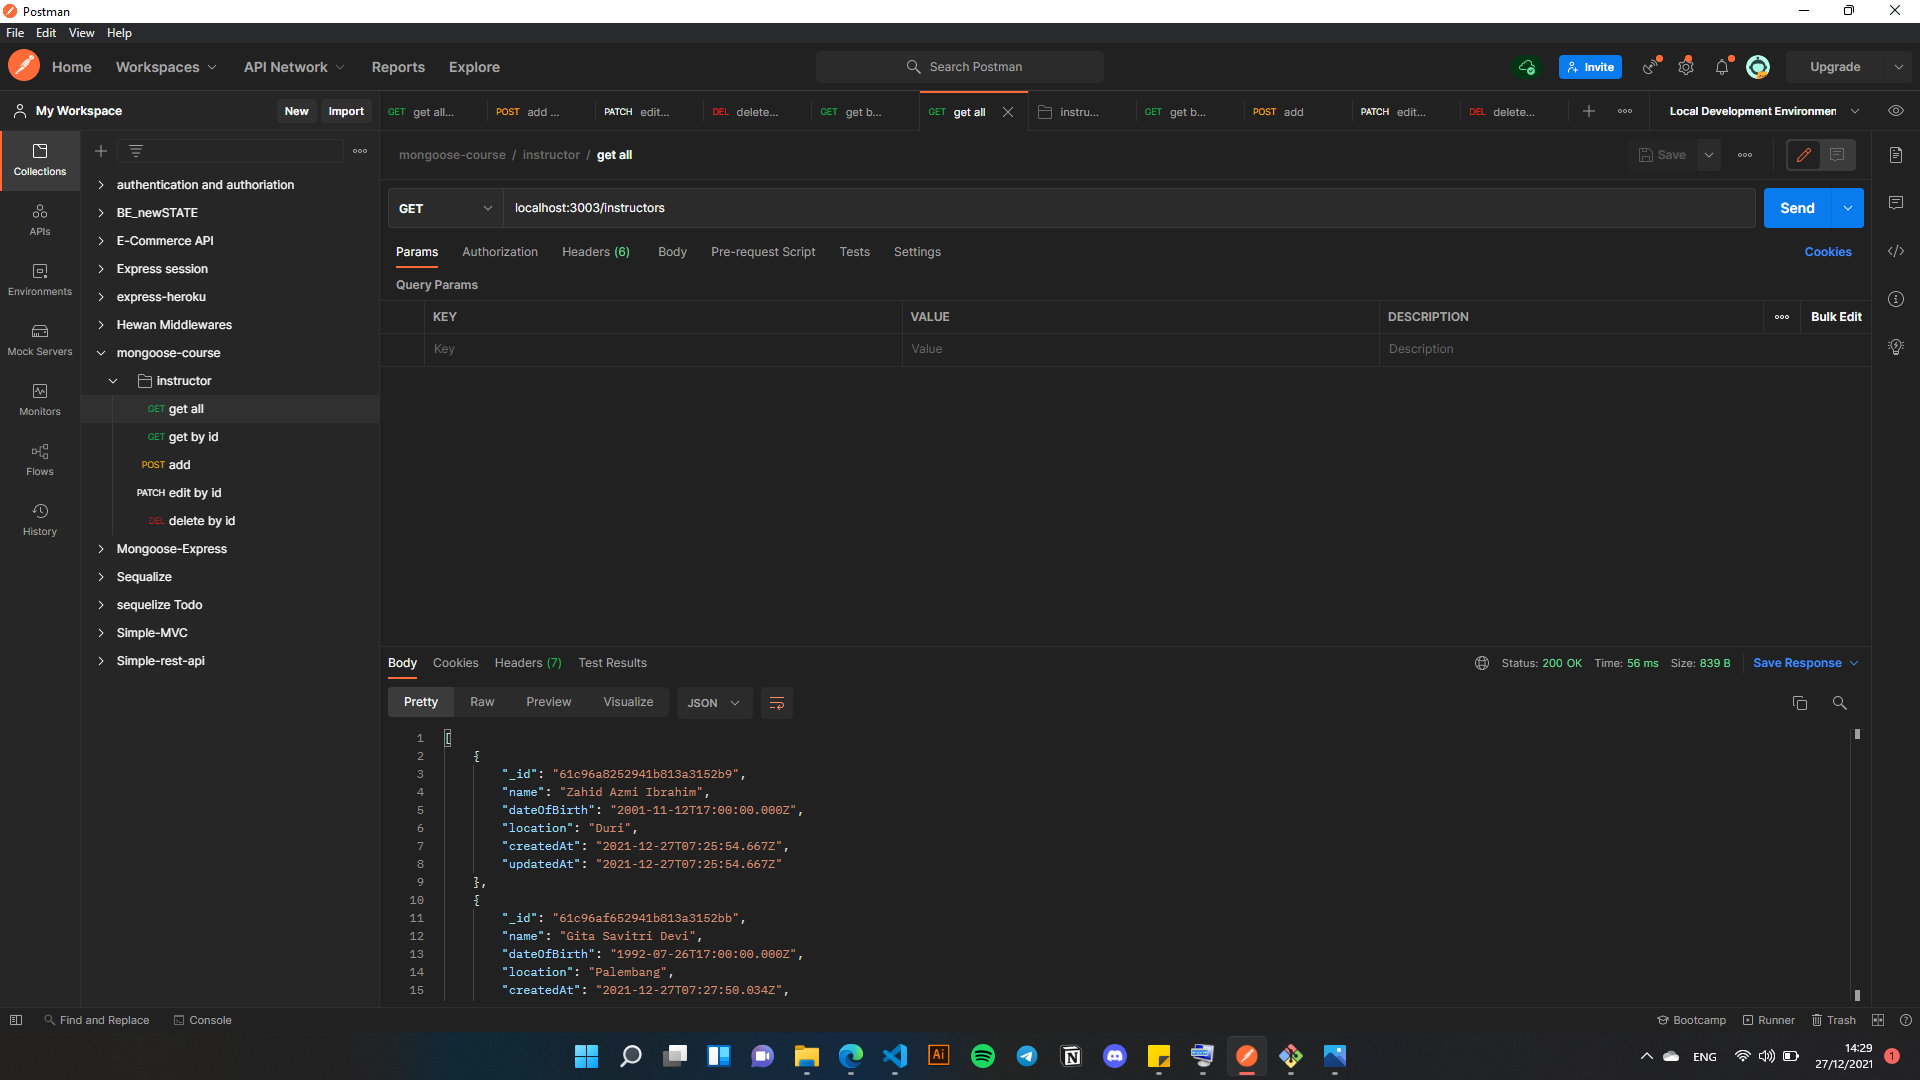 Postman
File Edit View Help
Home Workspaces API Network Reports Explore Search Postman Invite Upgrade
My Workspace New Import
GET get all... POST add ... PATCH edit... DEL delete... GET get b... GET get all instru... GET get b... POST add PATCH edit... DEL delete... Local Development Environmen
Collections
APIs
Environments
Mock Servers
Monitors
Flows
History
authentication and authoriation
BE_newSTATE
E-Commerce API
Express session
express-heroku
Hewan Middlewares
mongoose-course
instructor
GET get all
GET get by id
POST add
PATCH edit by id
DEL delete by id
Mongoose-Express
Sequalize
sequelize Todo
Simple-MVC
Simple-rest-api
mongoose-course / instructor / get all Save
GET localhost:3003/instructors Send
Params Authorization Headers (6) Body Pre-request Script Tests Settings Cookies
Query Params
KEY VALUE DESCRIPTION Bulk Edit
Key Value Description
Body Cookies Headers (7) Test Results Status: 200 OK Time: 56 ms Size: 839 B Save Response
Pretty Raw Preview Visualize JSON
1 [
2 {
3 "_id": "61c96a8252941b813a3152b9",
4 "name": "Zahid Azmi Ibrahim",
5 "dateOfBirth": "2001-11-12T17:00:00.000Z",
6 "location": "Duri",
7 "createdAt": "2021-12-27T07:25:54.667Z",
8 "updatedAt": "2021-12-27T07:25:54.667Z"
9 },
10 {
11 "_id": "61c96af652941b813a3152bb",
12 "name": "Gita Savitri Devi",
13 "dateOfBirth": "1992-07-26T17:00:00.000Z",
14 "location": "Palembang",
15 "createdAt": "2021-12-27T07:27:50.034Z",
Find and Replace Console Bootcamp Runner Trash
Ai ENG 14:29
27/12/2021 1